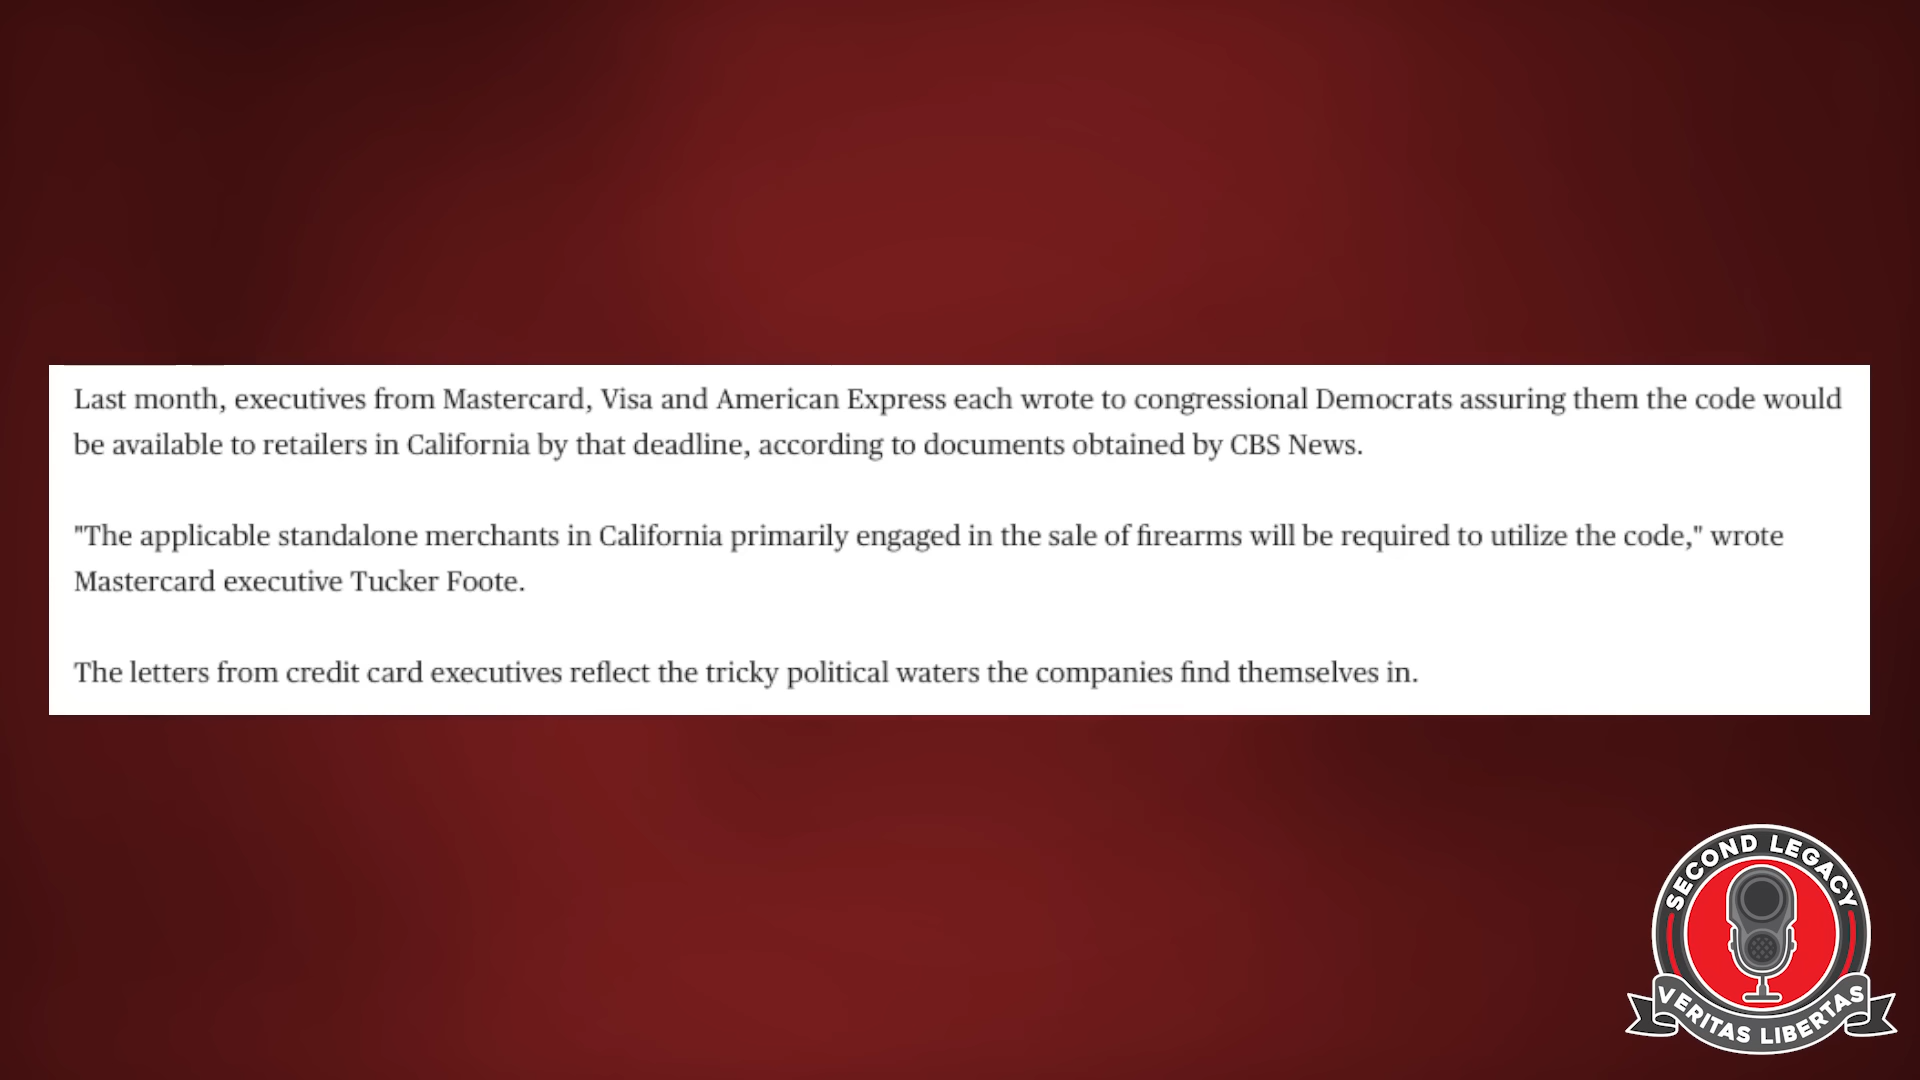 Last month, executives from Mastercard, Visa and American Express each wrote to congressional Democrats assuring them the code would
be available to retailers in California by that deadline, according to documents obtained by CBS News.
"The applicable standalone merchants in California primarily engaged in the sale of firearms will be required to utilize the code," wrote
Mastercard executive Tucker Foote.
The letters from credit card executives reflect the tricky political waters the companies find themselves in.
SECOND LEGACY
VERITAS LIBERTAS